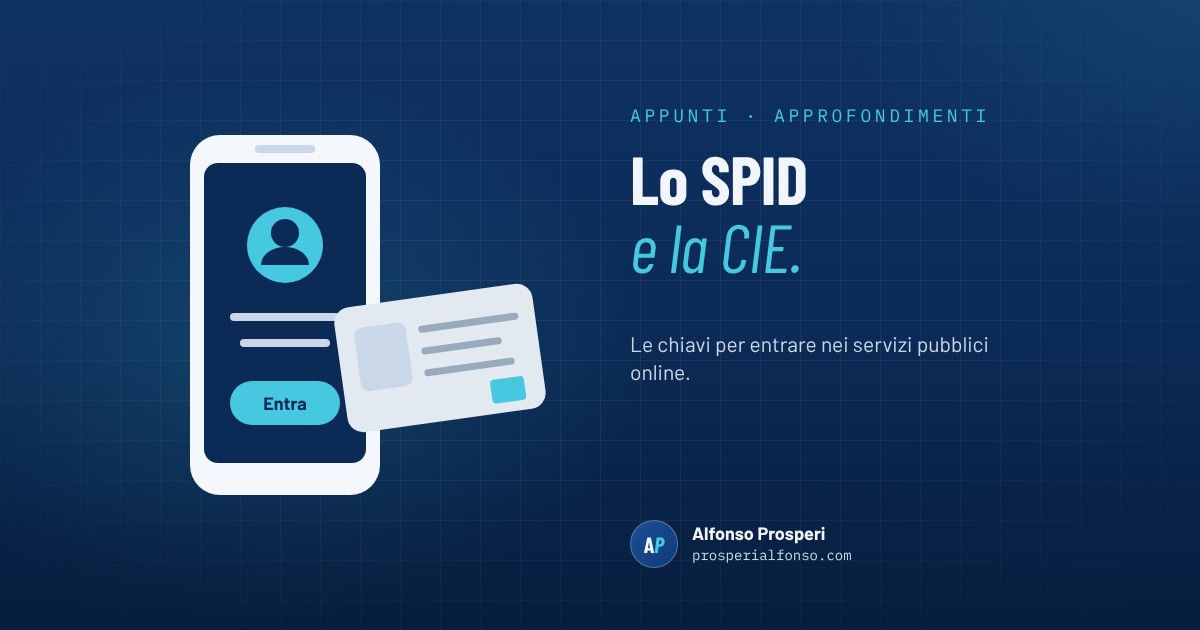 APPUNTI · APPROFONDIMENTI
Lo SPID
e la CIE.
Le chiavi per entrare nei servizi pubblici
online.
Entra
AP
Alfonso Prosperi
prosperialfonso.com